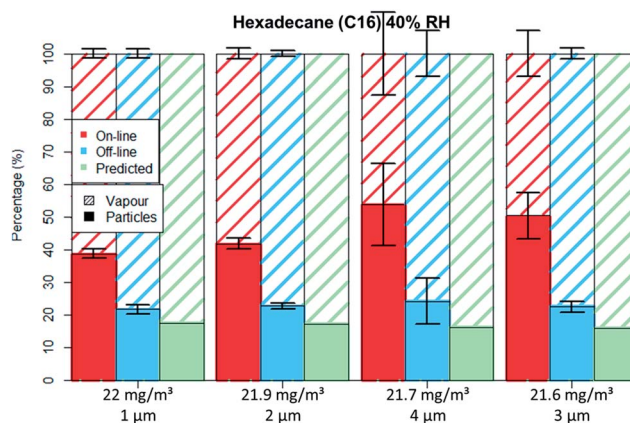 Hexadecane (C16) 40% RH
Percentage (%)
100
90
80
70
60
50
40
30
20
10
0
On-line
Off-line
Predicted
Vapour
Particles
22 mg/m³ 21.9 mg/m³ 21.7 mg/m³ 21.6 mg/m³
1 µm 2 µm 4 µm 3 µm